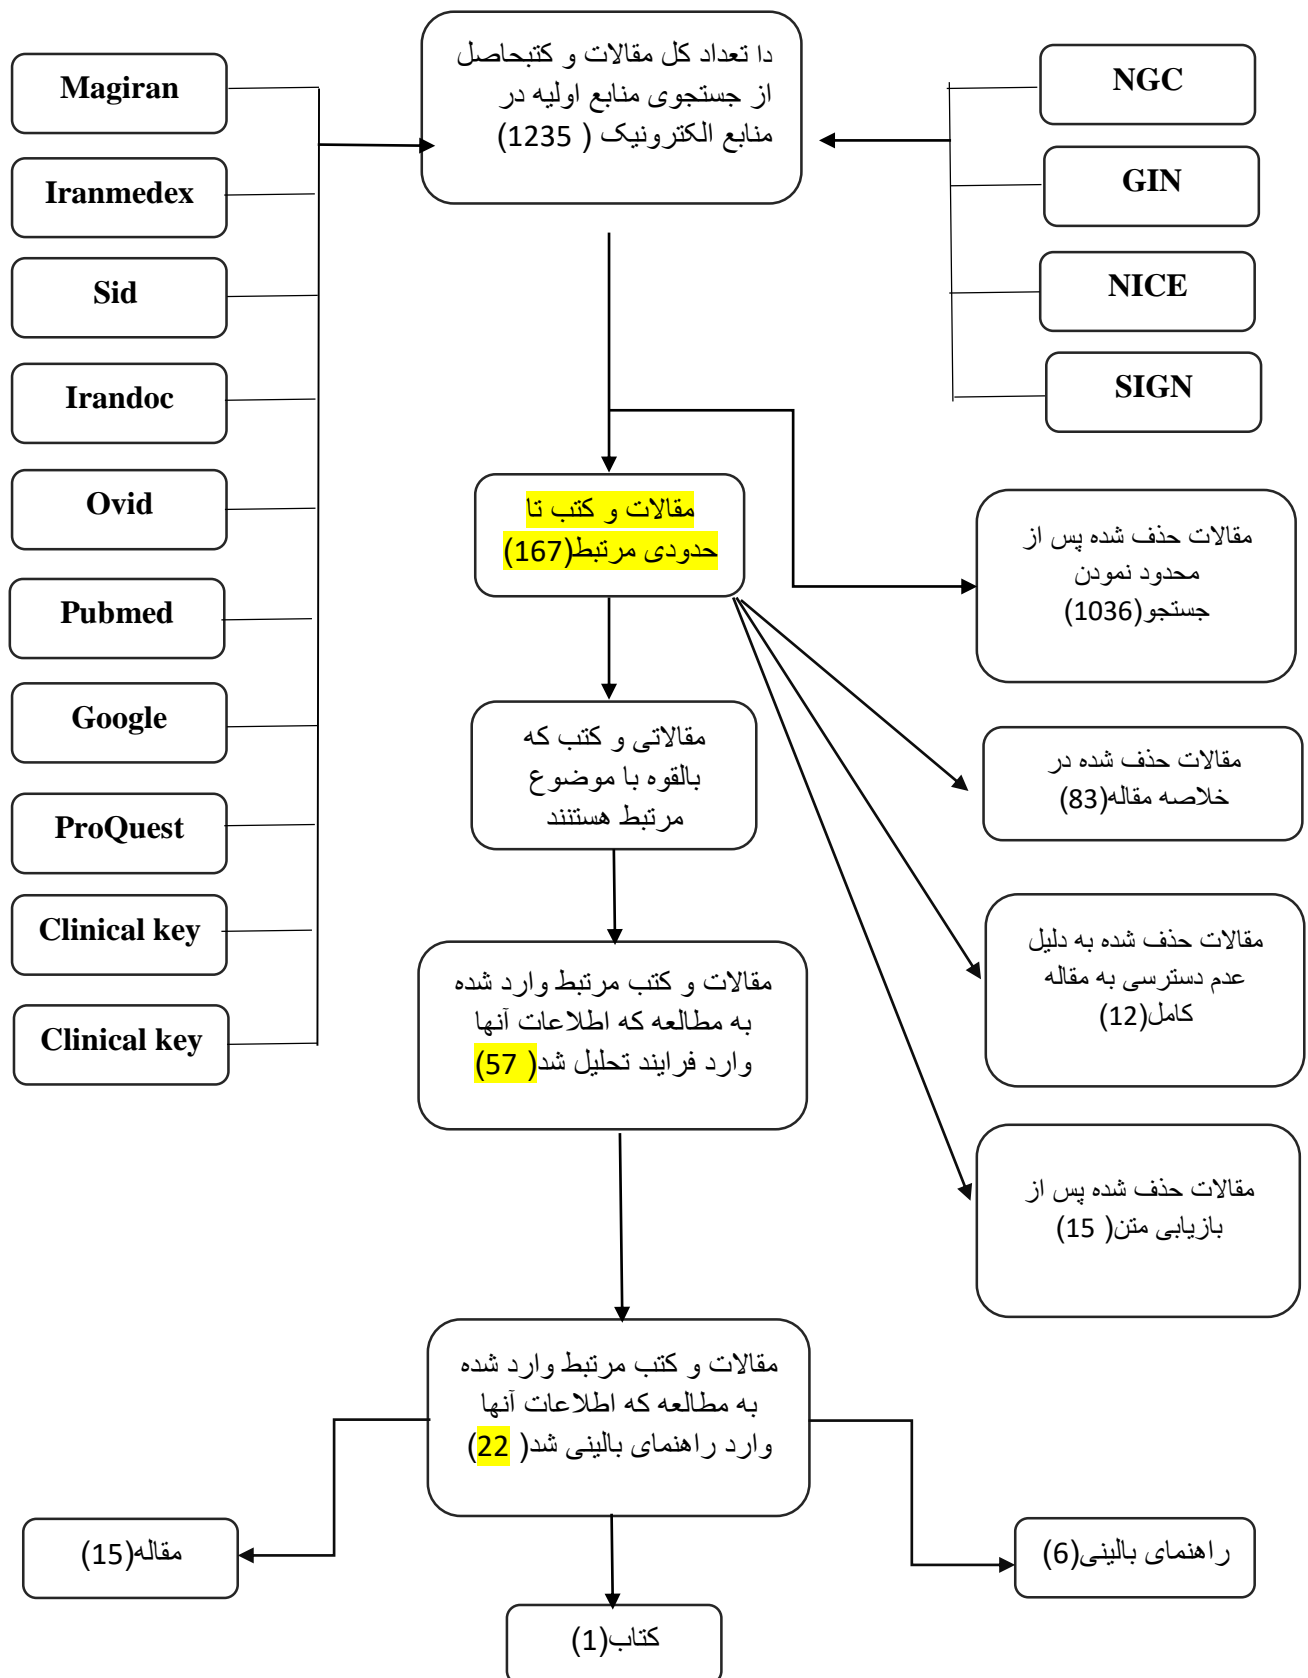 دا تعداد کل مقالات و کتبحاصل
از جستجوی منابع اولیه در
منابع الکترونیک ( 1235)
Magiran
Iranmedex
Sid
Irandoc
Ovid
Pubmed
Google
ProQuest
Clinical key
Clinical key
NGC
GIN
NICE
SIGN
مقالات و کتب تا
حدودی مرتبط(167)
مقالات حذف شده پس از
محدود نمودن
جستجو(1036)
مقالاتی و کتب که
بالقوه با موضوع
مرتبط هستنند
مقالات حذف شده در
خلاصه مقاله(83)
مقالات حذف شده به دلیل
عدم دسترسی به مقاله
کامل(12)
مقالات و کتب مرتبط وارد شده
به مطالعه که اطلاعات آنها
وارد فرایند تحلیل شد( 57)
مقالات حذف شده پس از
بازیابی متن( 15)
مقالات و کتب مرتبط وارد شده
به مطالعه که اطلاعات آنها
وارد راهنمای بالینی شد( 22)
راهنمای بالینی(6)
مقاله(15)
کتاب(1)